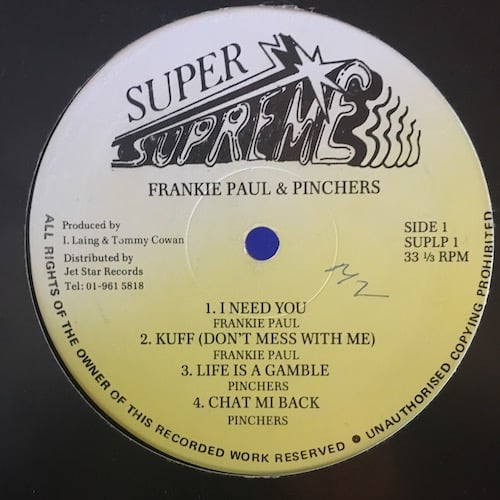 SUPER
SUPREME
FRANKIE PAUL & PINCHERS
Produced by
I. Laing & Tommy Cowan
Distributed by
Jet Star Records
Tel: 01-961 5818
SIDE 1
SUPLP 1
33 ⅓ RPM
1. I NEED YOU
FRANKIE PAUL
2. KUFF (DON'T MESS WITH ME)
FRANKIE PAUL
3. LIFE IS A GAMBLE
PINCHERS
4. CHAT MI BACK
PINCHERS
ALL RIGHTS OF THE OWNER OF THIS RECORDED WORK RESERVED ● UNAUTHORISED COPYING PROHIBITED